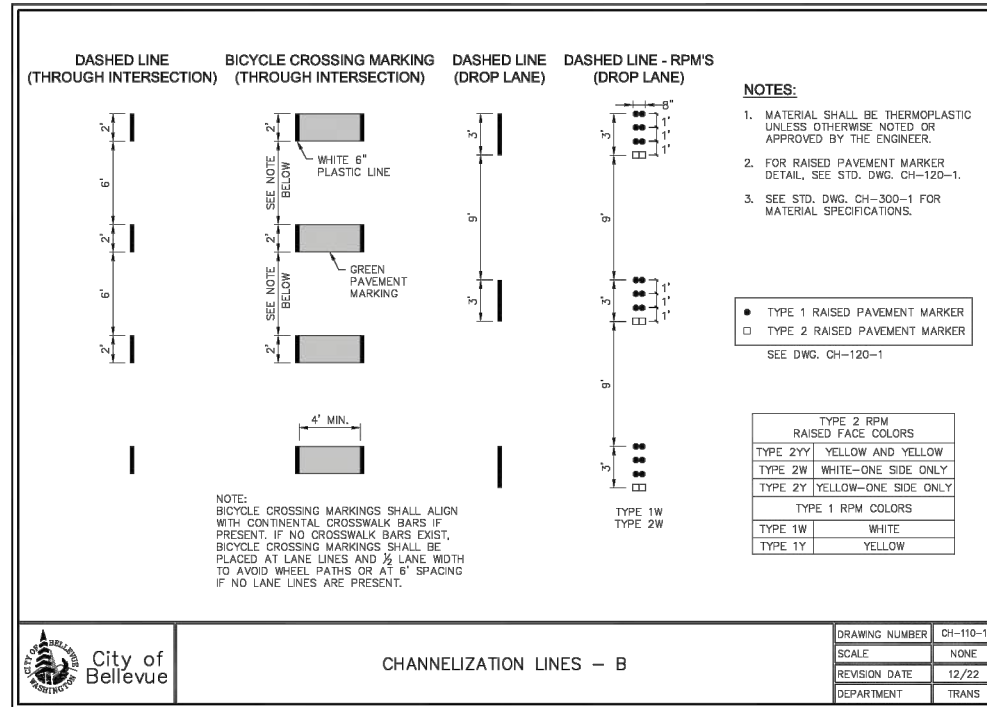 DASHED LINE
(THROUGH INTERSECTION)
BICYCLE CROSSING MARKING
(THROUGH INTERSECTION)
DASHED LINE
(DROP LANE)
DASHED LINE - RPM'S
(DROP LANE)
2'
6'
2'
6'
2'
2'
SEE NOTE
BELOW
2'
SEE NOTE
BELOW
2'
WHITE 6"
PLASTIC LINE
GREEN
PAVEMENT
MARKING
4' MIN.
3'
9'
3'
8"
3'
1'
1'
1'
9'
3'
1'
1'
1'
9'
3'
TYPE 1W
TYPE 2W
NOTE:
BICYCLE CROSSING MARKINGS SHALL ALIGN
WITH CONTINENTAL CROSSWALK BARS IF
PRESENT. IF NO CROSSWALK BARS EXIST,
BICYCLE CROSSING MARKINGS SHALL BE
PLACED AT LANE LINES AND ½ LANE WIDTH
TO AVOID WHEEL PATHS OR AT 6' SPACING
IF NO LANE LINES ARE PRESENT.
NOTES:
1. MATERIAL SHALL BE THERMOPLASTIC
UNLESS OTHERWISE NOTED OR
APPROVED BY THE ENGINEER.
2. FOR RAISED PAVEMENT MARKER
DETAIL, SEE STD. DWG. CH-120-1.
3. SEE STD. DWG. CH-300-1 FOR
MATERIAL SPECIFICATIONS.
TYPE 1 RAISED PAVEMENT MARKER
TYPE 2 RAISED PAVEMENT MARKER
SEE DWG. CH-120-1
TYPE 2 RPM
RAISED FACE COLORS
TYPE 2YY YELLOW AND YELLOW
TYPE 2W WHITE-ONE SIDE ONLY
TYPE 2Y YELLOW-ONE SIDE ONLY
TYPE 1 RPM COLORS
TYPE 1W WHITE
TYPE 1Y YELLOW
CITY OF BELLEVUE
WASHINGTON
City of
Bellevue
CHANNELIZATION LINES - B
DRAWING NUMBER CH-110-1
SCALE NONE
REVISION DATE 12/22
DEPARTMENT TRANS